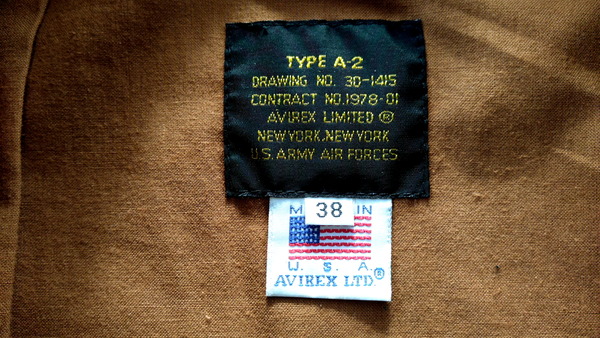 TYPE A-2
DRAWING NO. 30-1415
CONTRACT NO.1978-01
AVIREX LIMITED ®
NEW YORK.NEW YORK
U.S. ARMY AIR FORCES
M 38 IN
U. S. A.
AVIREX LTD.®